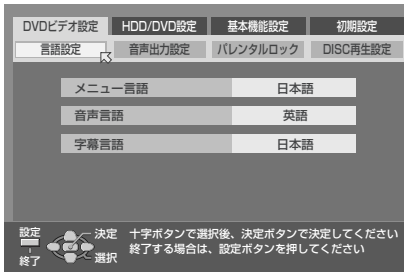 DVDビデオ設定 HDD/DVD設定 基本機能設定 初期設定
言語設定 音声出力設定 パレンタルロック DISC再生設定
メニュー言語 日本語
音声言語 英語
字幕言語 日本語
設定 決定 十字ボタンで選択後、決定ボタンで決定してください
終了 選択 終了する場合は、設定ボタンを押してください